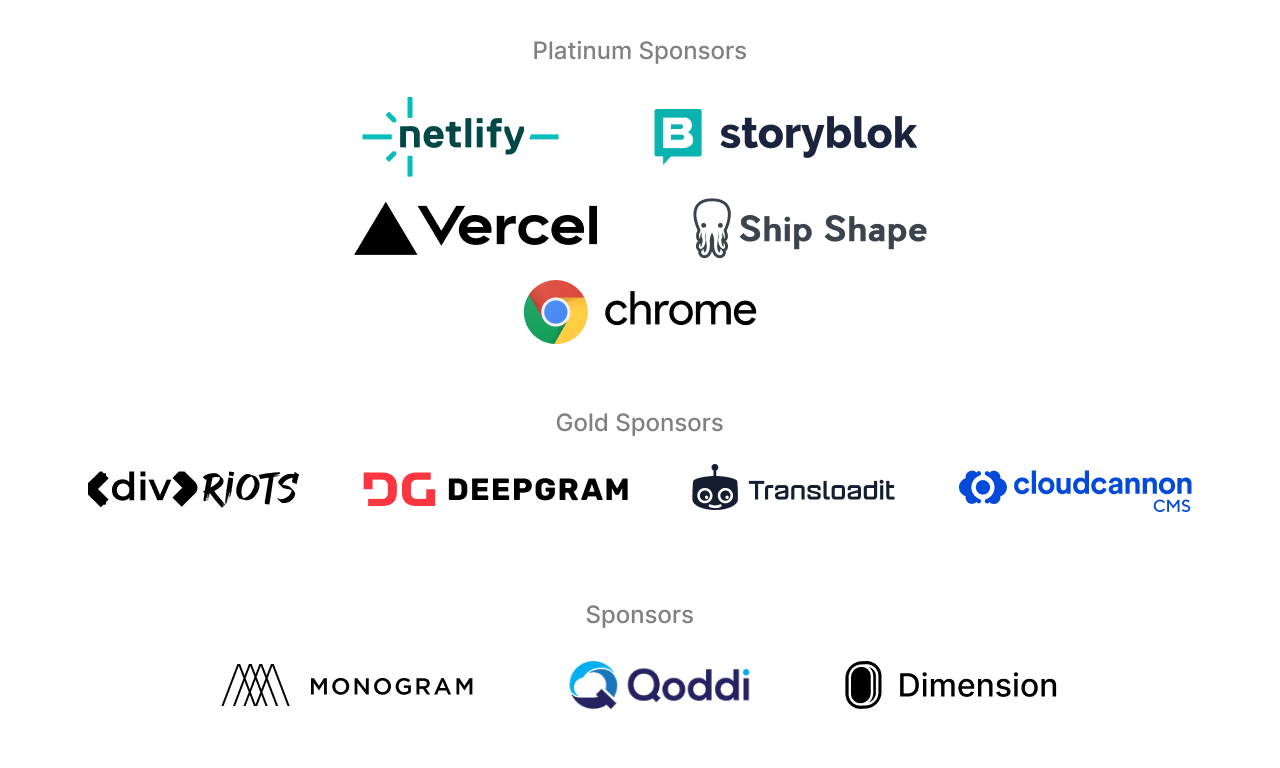 Platinum Sponsors
netlify
B storyblok
Vercel
Ship Shape
chrome
Gold Sponsors
<div>RiOTS
DG DEEPGRAM
Transloadit
cloudcannon
CMS
Sponsors
MONOGRAM
Qoddi
Dimension